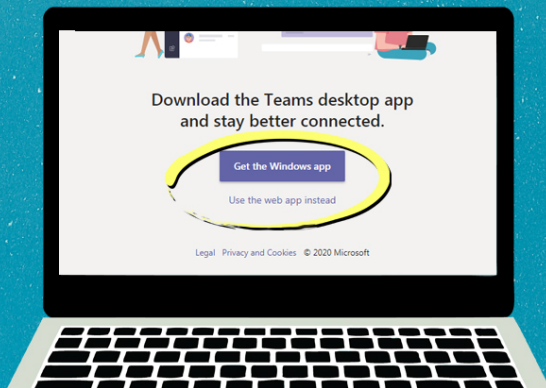 Download the Teams desktop app
and stay better connected.
Get the Windows app
Use the web app instead
Legal Privacy and Cookies © 2020 Microsoft